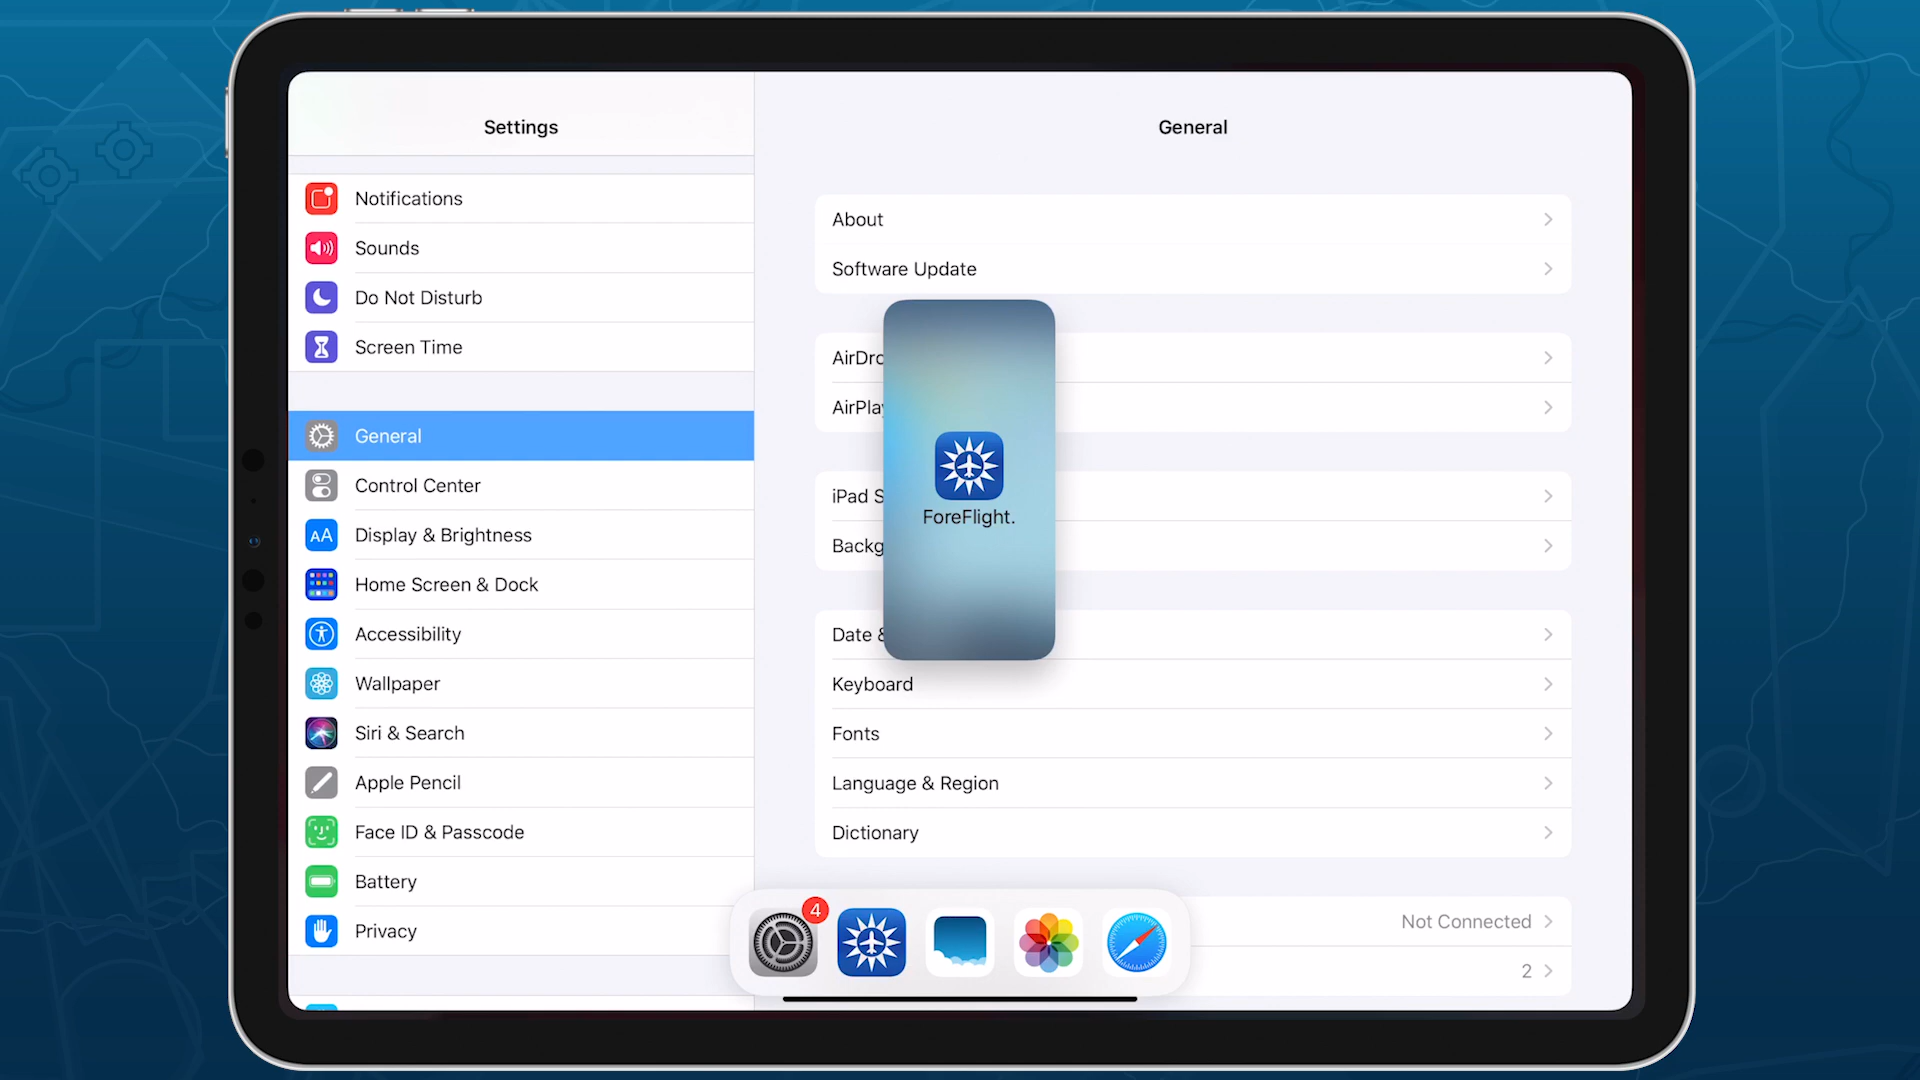 Settings
Notifications
Sounds
Do Not Disturb
Screen Time
General
Control Center
AA
Display & Brightness
Home Screen & Dock
Accessibility
Wallpaper
Siri & Search
Apple Pencil
Face ID & Passcode
Battery
Privacy
General
About
Software Update
AirDro
AirPlay
iPad S
Backg
Date &
Keyboard
Fonts
Language & Region
Dictionary
Not Connected
2
ForeFlight.
4